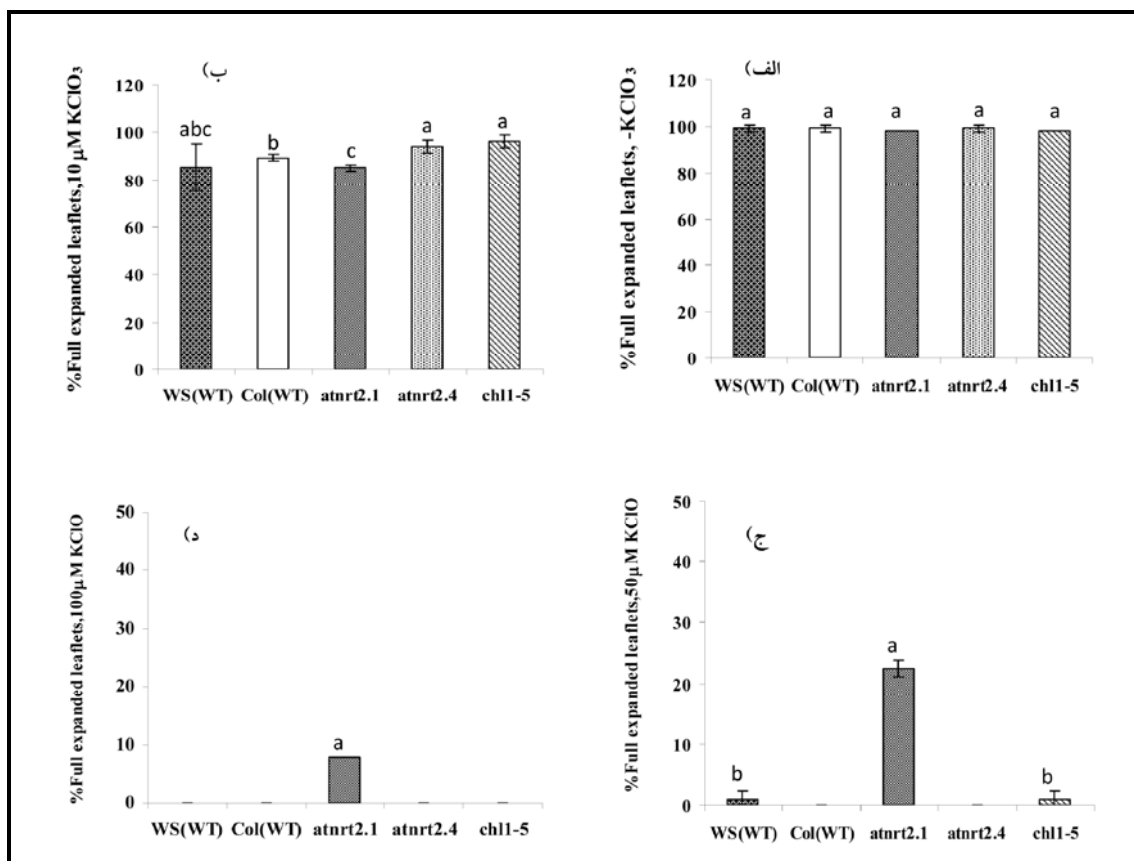 ب)
%Full expanded leaflets,10 µM KClO3
120
100
80
60
40
20
0
abc
b
c
a
a
WS(WT) Col(WT) atnrt2.1 atnrt2.4 chl1-5
الف)
%Full expanded leaflets, -KClO3
120
100
80
60
40
20
0
a
a
a
a
a
WS(WT) Col(WT) atnrt2.1 atnrt2.4 chl1-5
د)
%Full expanded leaflets,100µM KClO
50
40
30
20
10
0
a
WS(WT) Col(WT) atnrt2.1 atnrt2.4 chl1-5
ج)
%Full expanded leaflets,50µM KClO
50
40
30
20
10
0
b
a
b
WS(WT) Col(WT) atnrt2.1 atnrt2.4 chl1-5